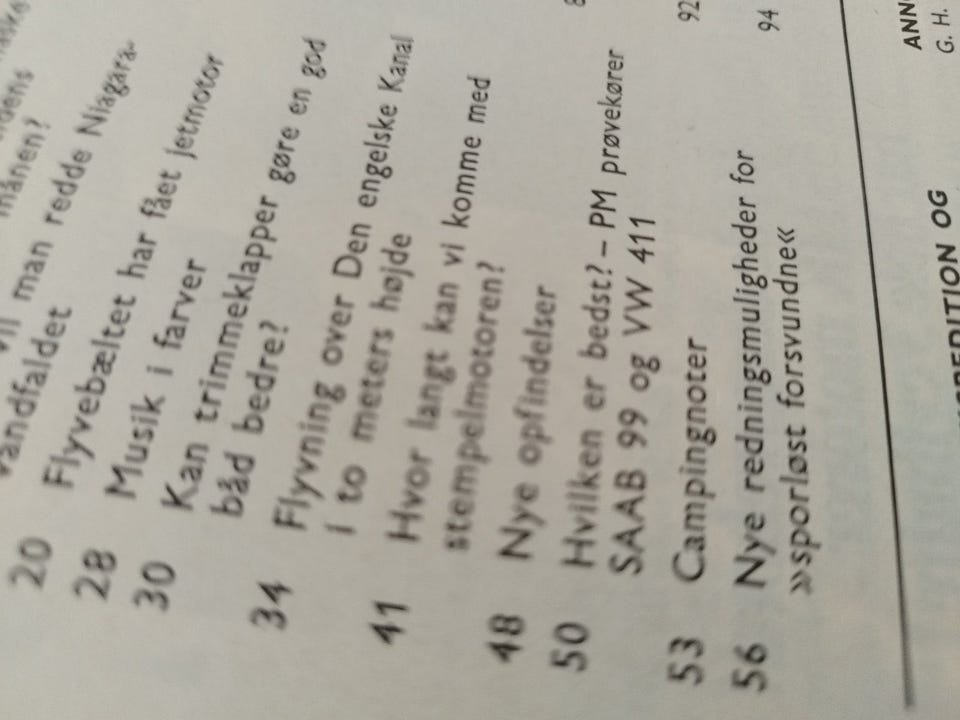 månen?
vil man redde Niagara-
vandfaldet
20 Flyvebæltet har fået jetmotor
28 Musik i farver
30 Kan trimmeklapper gøre en god
båd bedre?
34 Flyvning over Den engelske Kanal
I to meters højde
41 Hvor langt kan vi komme med
stempelmotoren?
48 Nye opfindelser
50 Hvilken er bedst? – PM prøvekører
SAAB 99 og VW 411
53 Campingnoter
56 Nye redningsmuligheder for
»sporløst forsvundne«
92
94
G. H.
OG